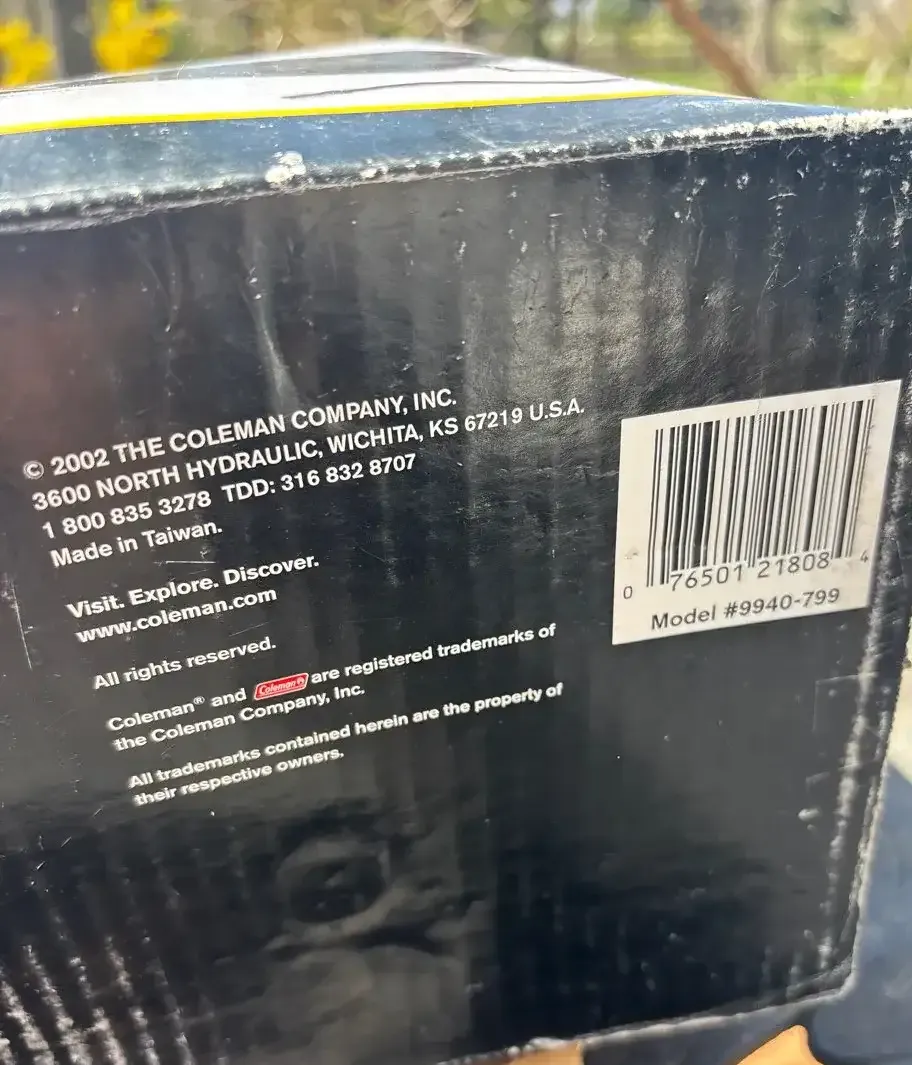 © 2002 THE COLEMAN COMPANY, INC.
3600 NORTH HYDRAULIC, WICHITA, KS 67219 U.S.A.
1 800 835 3278 TDD: 316 832 8707
Made in Taiwan.
Visit. Explore. Discover.
www.coleman.com
All rights reserved.
Coleman® and Coleman are registered trademarks of
the Coleman Company, Inc.
All trademarks contained herein are the property of
their respective owners.
0 76501 21808 4
Model #9940-799